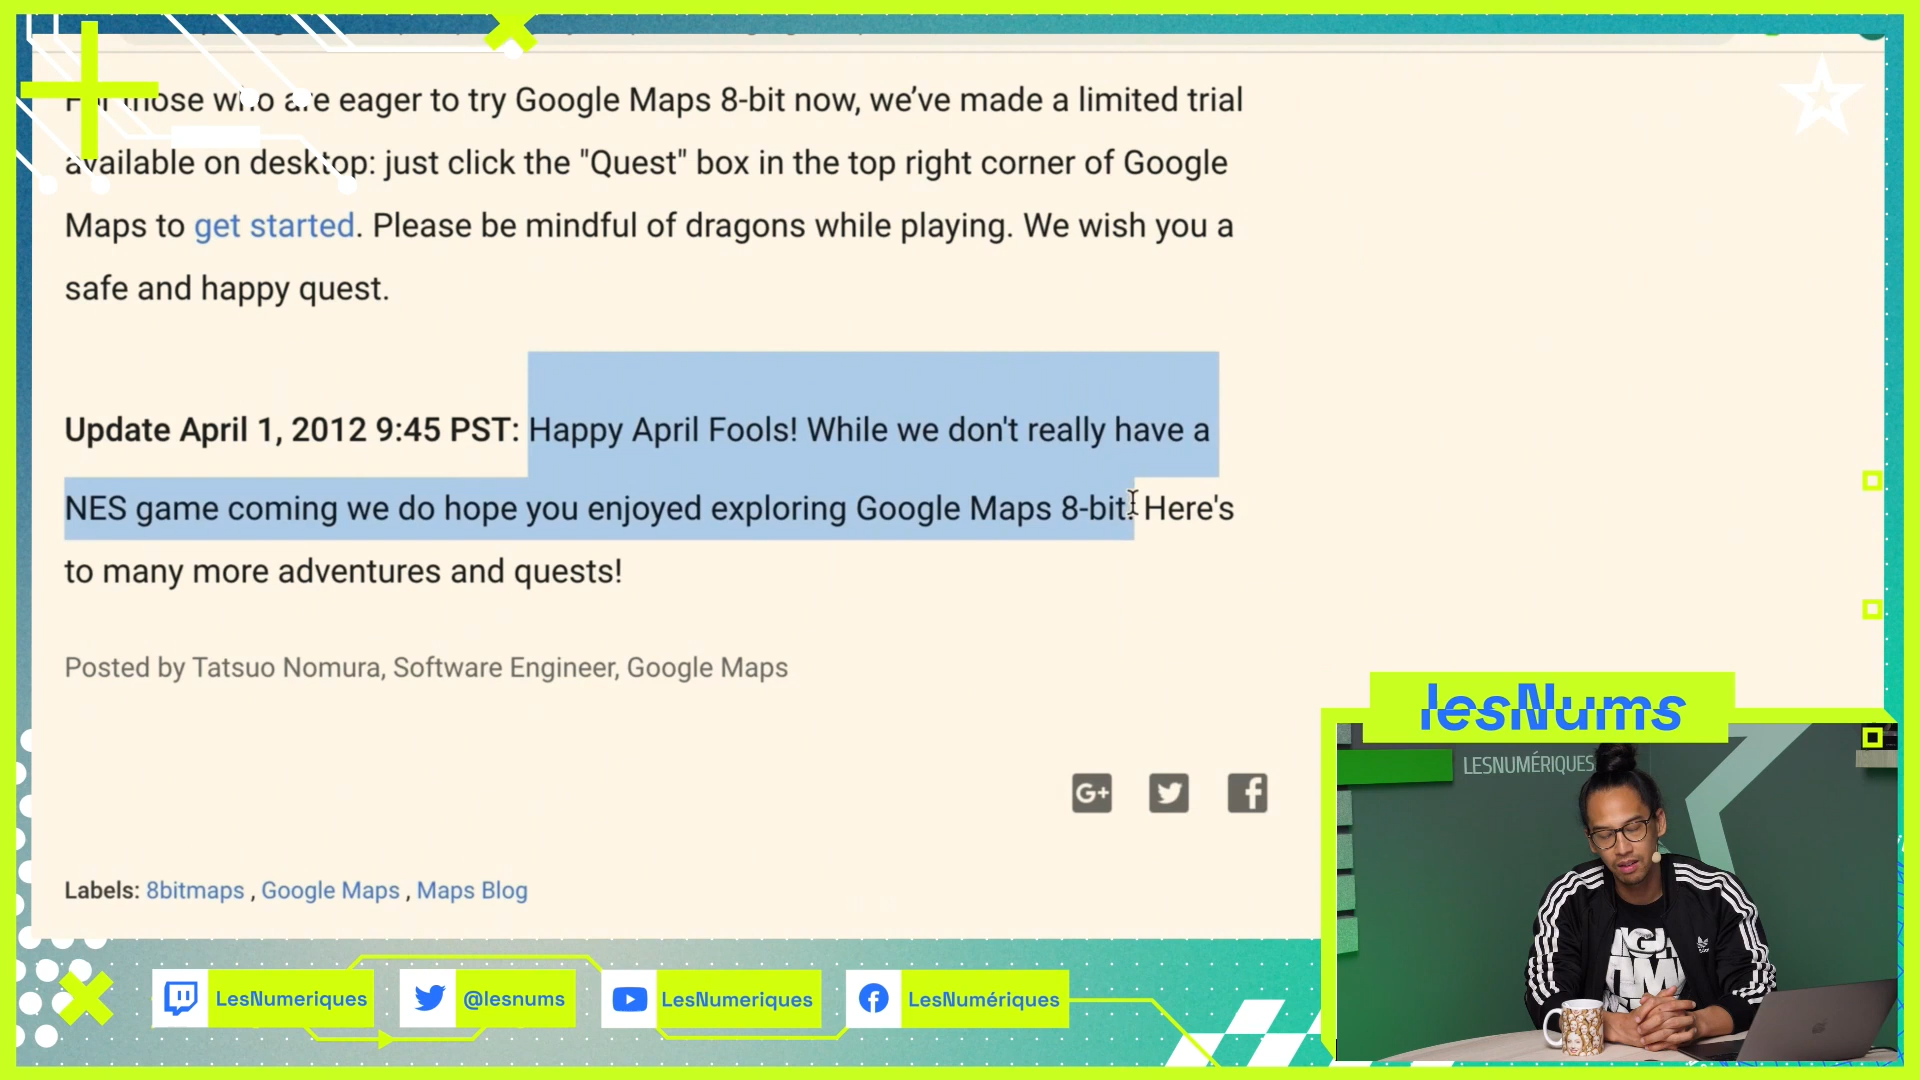 For those who are eager to try Google Maps 8-bit now, we've made a limited trial
available on desktop: just click the "Quest" box in the top right corner of Google
Maps to get started. Please be mindful of dragons while playing. We wish you a
safe and happy quest.
Update April 1, 2012 9:45 PST: Happy April Fools! While we don't really have a
NES game coming we do hope you enjoyed exploring Google Maps 8-bit! Here's
to many more adventures and quests!
Posted by Tatsuo Nomura, Software Engineer, Google Maps
G+
Labels: 8bitmaps , Google Maps , Maps Blog
lesNums
LESNUMÉRIQUES
LesNumeriques
@lesnums
LesNumeriques
LesNumériques